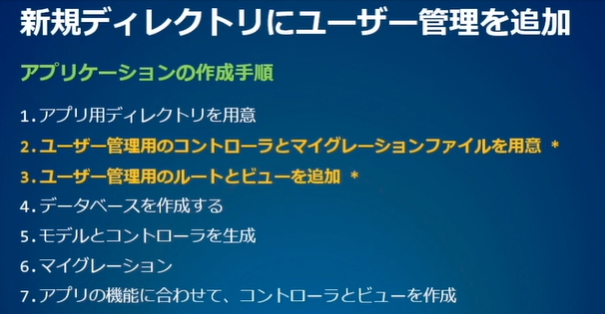 新規ディレクトリにユーザー管理を追加
アプリケーションの作成手順
1.アプリ用ディレクトリを用意
2.ユーザー管理用のコントローラとマイグレーションファイルを用意 *
3.ユーザー管理用のルートとビューを追加 *
4.データベースを作成する
5.モデルとコントローラを生成
6.マイグレーション
7.アプリの機能に合わせて、コントローラとビューを作成